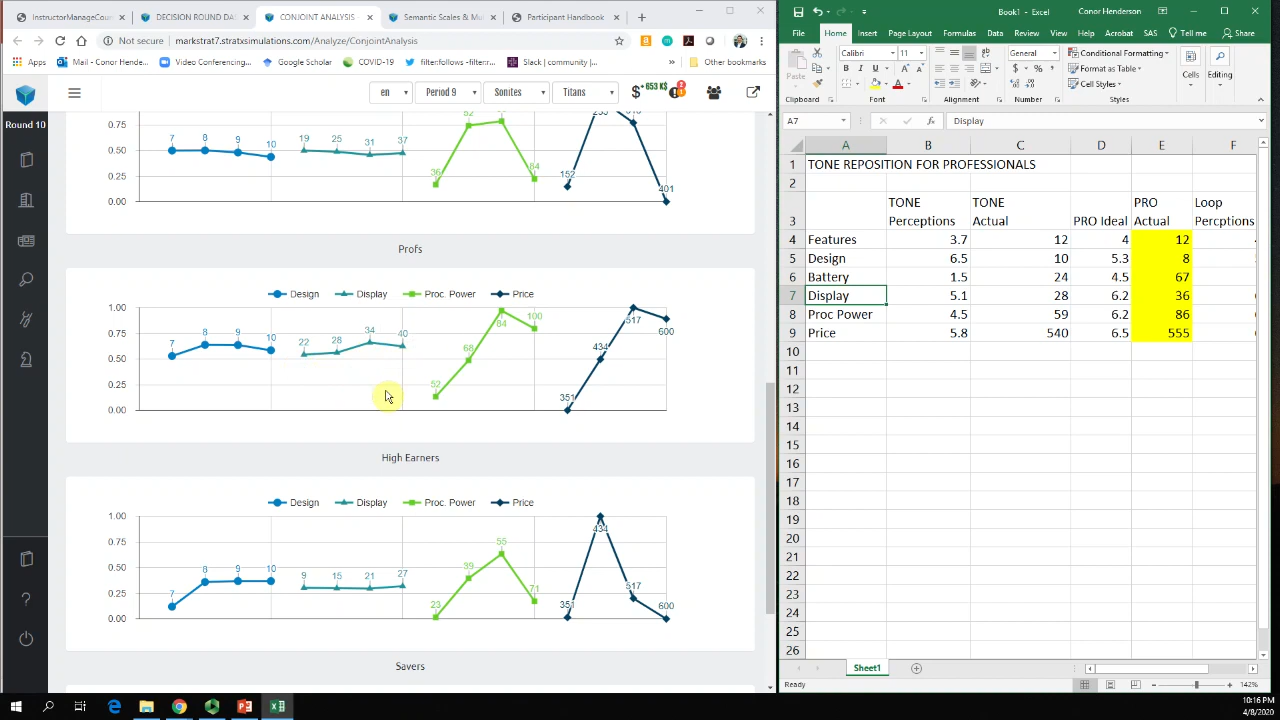 InstructorManageCour
DECISION ROUND DA
CONJOINT ANALYSIS -
Semantic Scales & Mu
Participant Handbook
Not secure
markstrat7.stratxsimulations.com/Analyze/ConjointAnalysis
Apps
Mail - Conor Hende...
Video Conferencing...
Google Scholar
COVID-19
filterifollows - filterr...
Slack | community |...
Other bookmarks
en
Period 9
Sonites
Titans
$ + 653 K$
Round 10
0.75
0.50
0.25
0.00
7 8 9 10
19 25 31 37
36 92 84
152 401
Profs
Design Display Proc. Power Price
1.00
0.75
0.50
0.25
0.00
7 8 9 10
22 28 34 40
52 68 84 100
351 434 517 600
High Earners
Design Display Proc. Power Price
1.00
0.75
0.50
0.25
0.00
7 8 9 10
9 15 21 27
23 39 55 71
351 434 517 600
Savers
Book1 - Excel
Conor Henderson
File Home Insert Page Layout Formulas Data Review View Help Acrobat SAS Tell me Share
Paste
Calibri 11
B I U
General
$ % ,
Conditional Formatting
Format as Table
Cell Styles
Cells
Editing
Clipboard Font Alignment Number Styles
A7
fx
Display
A B C D E F
1 TONE REPOSITION FOR PROFESSIONALS
2
TONE TONE PRO Loop
3 Perceptions Actual PRO Ideal Actual Percptions
4 Features 3.7 12 4 12
5 Design 6.5 10 5.3 8
6 Battery 1.5 24 4.5 67
7 Display 5.1 28 6.2 36
8 Proc Power 4.5 59 6.2 86
9 Price 5.8 540 6.5 555
10
11
12
13
14
15
16
17
18
19
20
21
22
23
24
25
26
Sheet1
Ready
142%
10:16 PM
4/8/2020